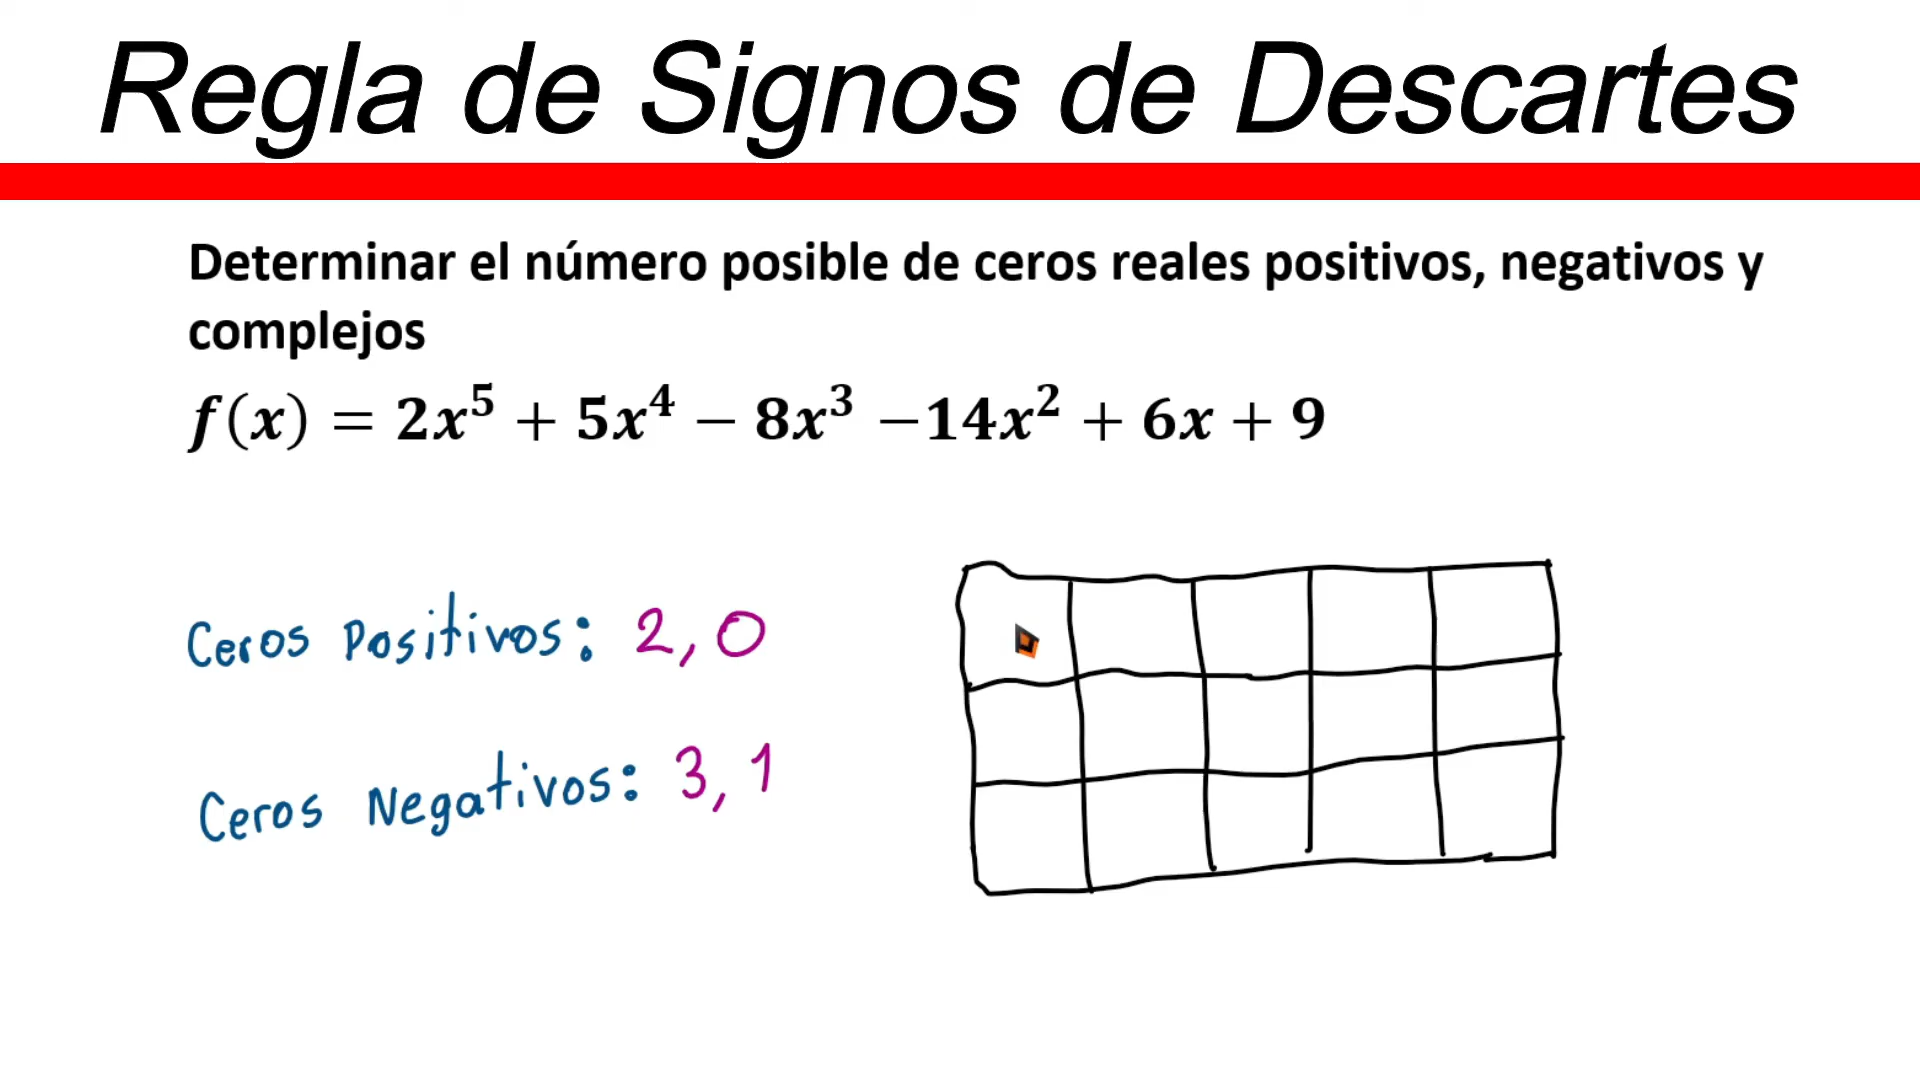 Regla de Signos de Descartes
Determinar el número posible de ceros reales positivos, negativos y
complejos
f(x) = 2x⁵ + 5x⁴ − 8x³ −14x² + 6x + 9
Ceros Positivos: 2, 0
Ceros Negativos: 3, 1